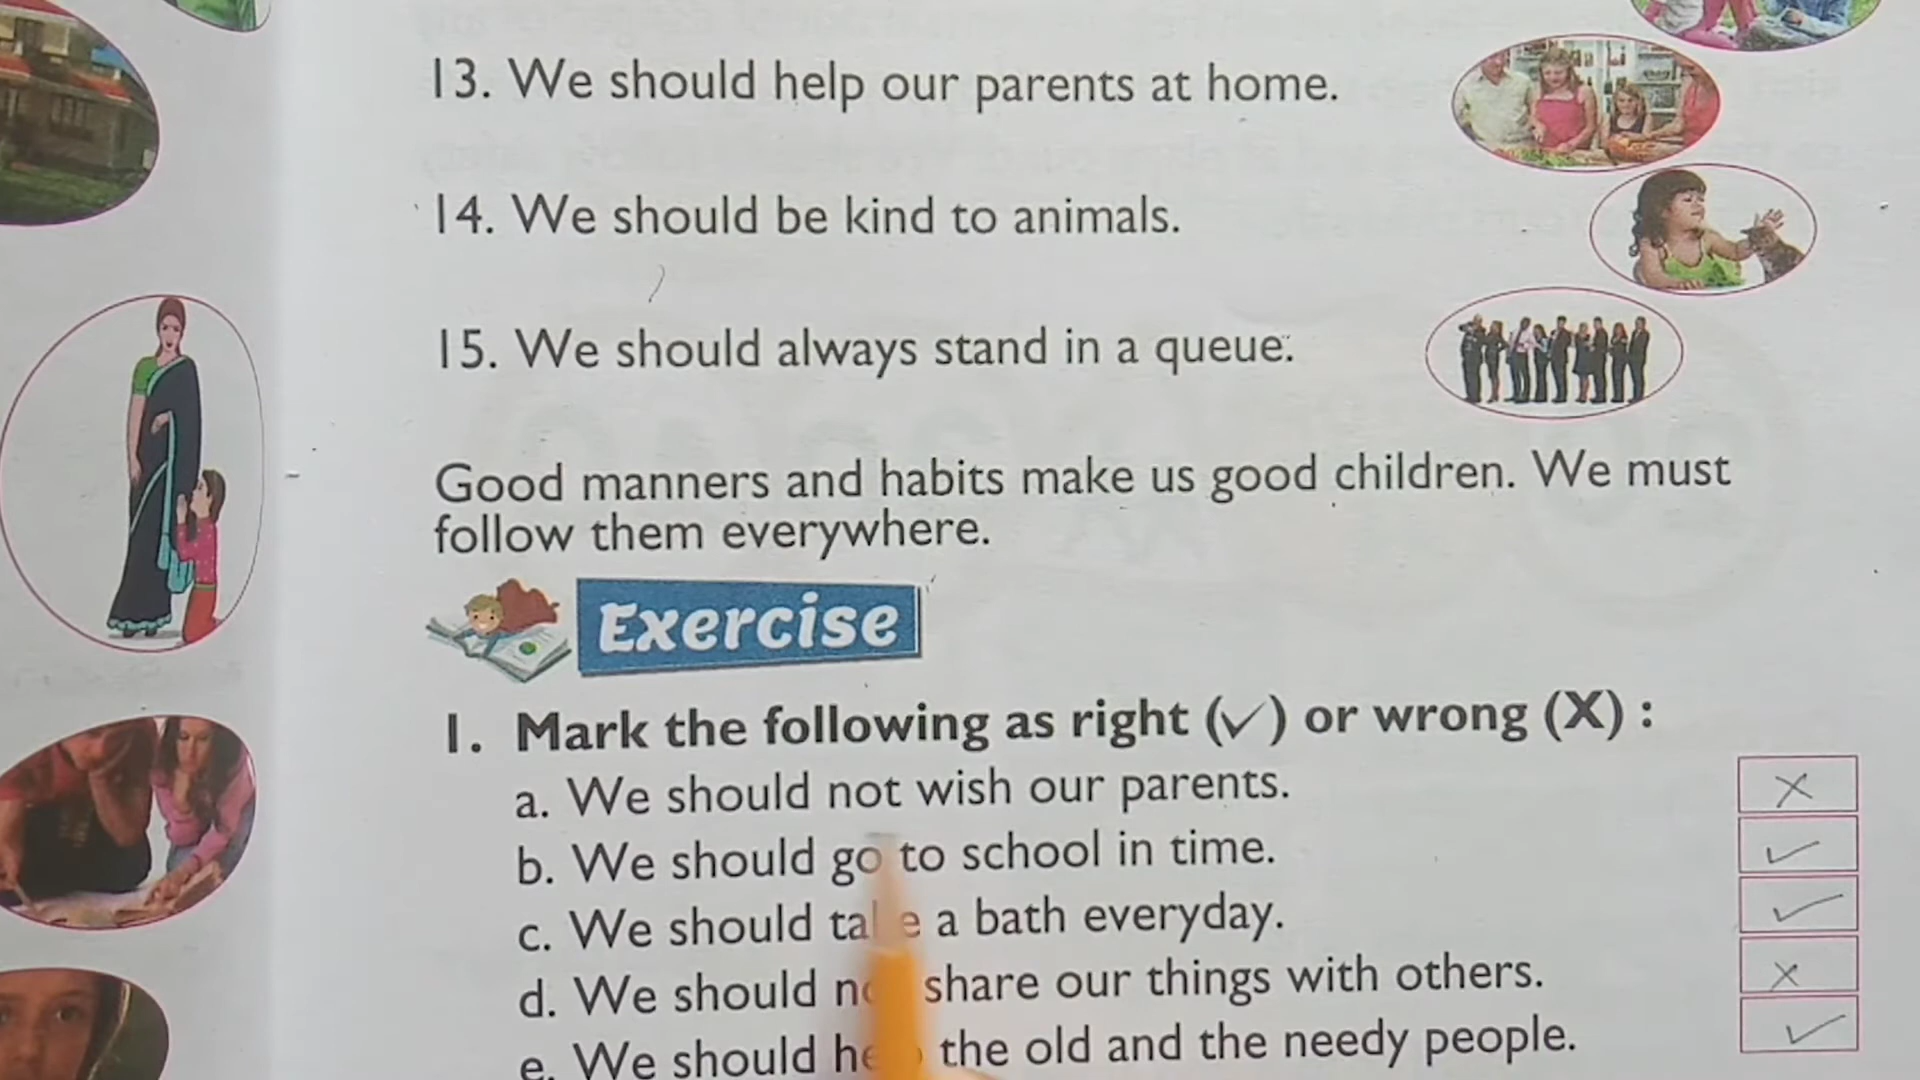 13. We should help our parents at home.
14. We should be kind to animals.
15. We should always stand in a queue.
Good manners and habits make us good children. We must
follow them everywhere.
Exercise
1. Mark the following as right (✓) or wrong (X) :
a. We should not wish our parents. X
b. We should go to school in time. ✓
c. We should take a bath everyday. ✓
d. We should not share our things with others. X
e. We should help the old and the needy people. ✓